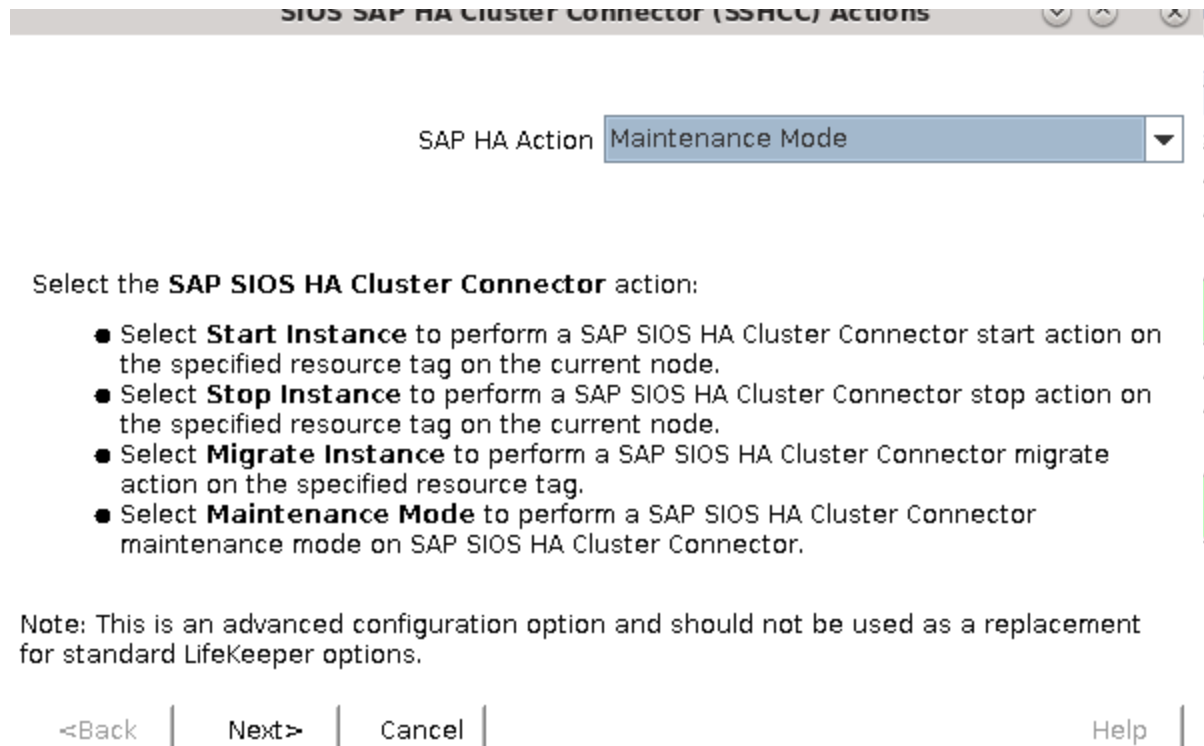 SIOS SAP HA Cluster Connector (SSHCC) Actions
SAP HA Action Maintenance Mode
Select the SAP SIOS HA Cluster Connector action:
● Select Start Instance to perform a SAP SIOS HA Cluster Connector start action on
the specified resource tag on the current node.
● Select Stop Instance to perform a SAP SIOS HA Cluster Connector stop action on
the specified resource tag on the current node.
● Select Migrate Instance to perform a SAP SIOS HA Cluster Connector migrate
action on the specified resource tag.
● Select Maintenance Mode to perform a SAP SIOS HA Cluster Connector
maintenance mode on SAP SIOS HA Cluster Connector.
Note: This is an advanced configuration option and should not be used as a replacement
for standard LifeKeeper options.
<Back Next> Cancel Help